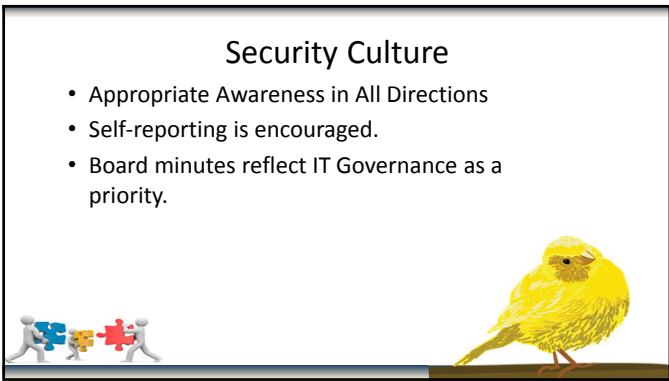 Security Culture
• Appropriate Awareness in All Directions
• Self-reporting is encouraged.
• Board minutes reflect IT Governance as a
priority.